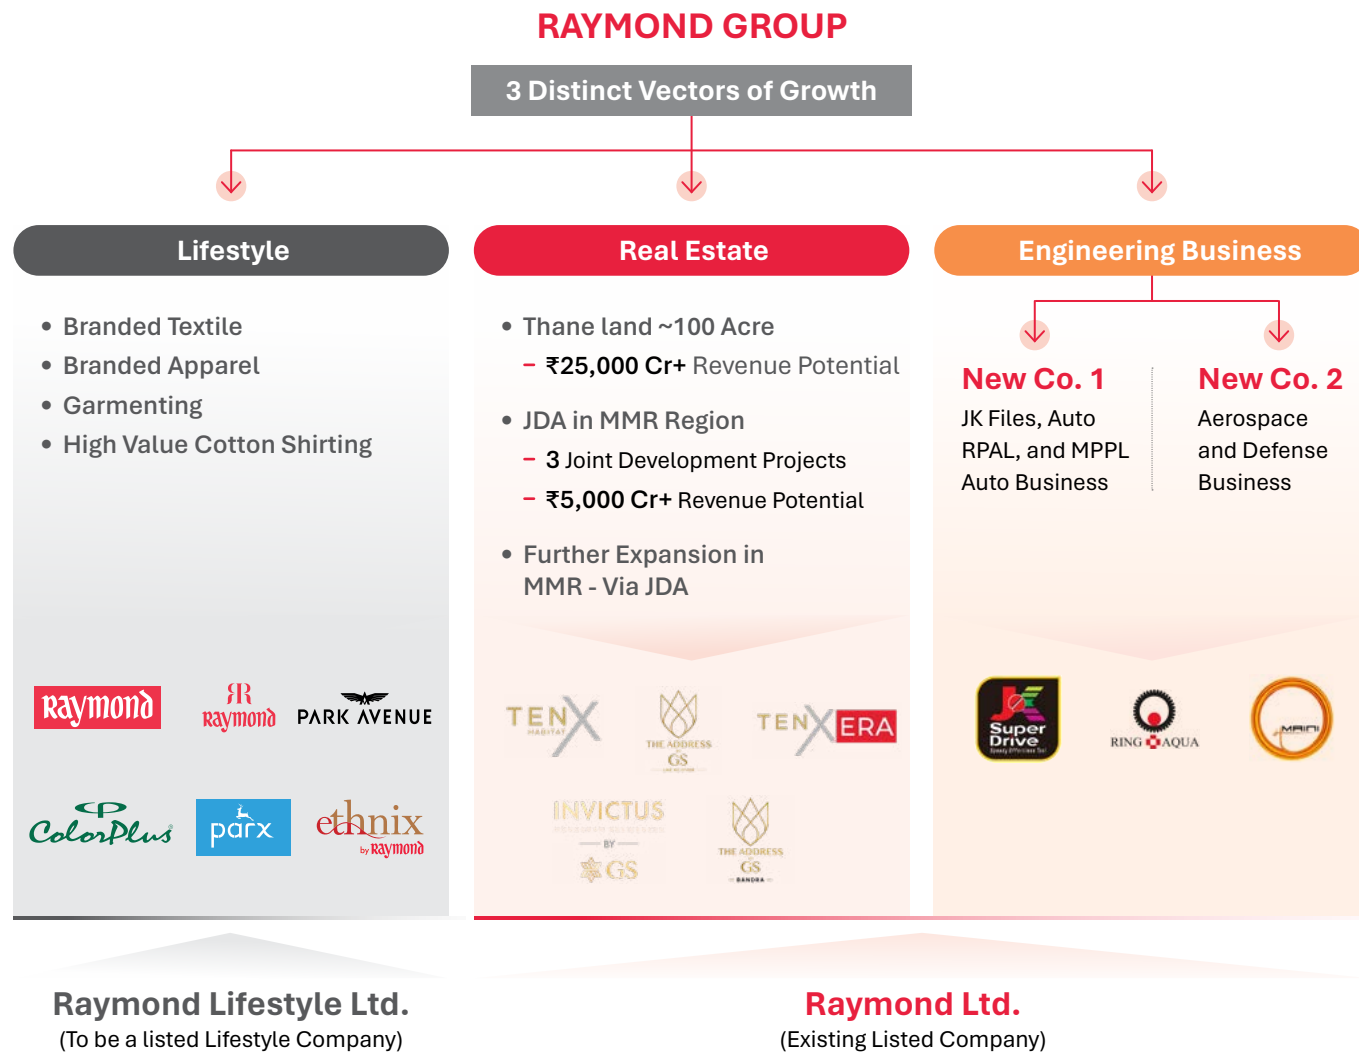 RAYMOND GROUP
3 Distinct Vectors of Growth
Lifestyle
• Branded Textile
• Branded Apparel
• Garmenting
• High Value Cotton Shirting
Raymond
Raymond
PARK AVENUE
ColorPlus
parx
ethnix
by Raymond
Real Estate
• Thane land ~100 Acre
– ₹25,000 Cr+ Revenue Potential
• JDA in MMR Region
– 3 Joint Development Projects
– ₹5,000 Cr+ Revenue Potential
• Further Expansion in
MMR - Via JDA
TEN X
HABITAT
THE ADDRESS
GS
TEN X ERA
INVICTUS
BY
GS
THE ADDRESS
GS
BANDRA
Engineering Business
New Co. 1
JK Files, Auto
RPAL, and MPPL
Auto Business
New Co. 2
Aerospace
and Defense
Business
JK
Super
Drive
Speedy Effortless Tool
RING AQUA
MAINI
Raymond Lifestyle Ltd.
(To be a listed Lifestyle Company)
Raymond Ltd.
(Existing Listed Company)